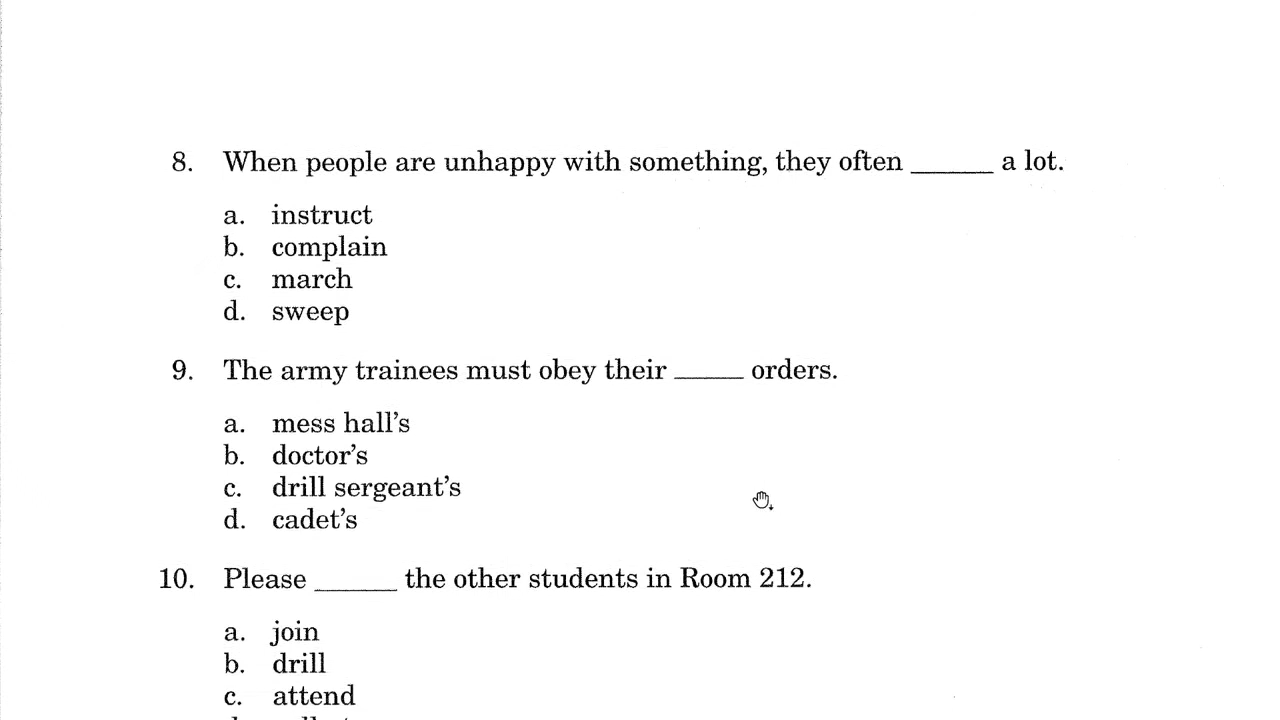 8. When people are unhappy with something, they often ______ a lot.
a. instruct
b. complain
c. march
d. sweep
9. The army trainees must obey their _____ orders.
a. mess hall's
b. doctor's
c. drill sergeant's
d. cadet's
10. Please ______ the other students in Room 212.
a. join
b. drill
c. attend